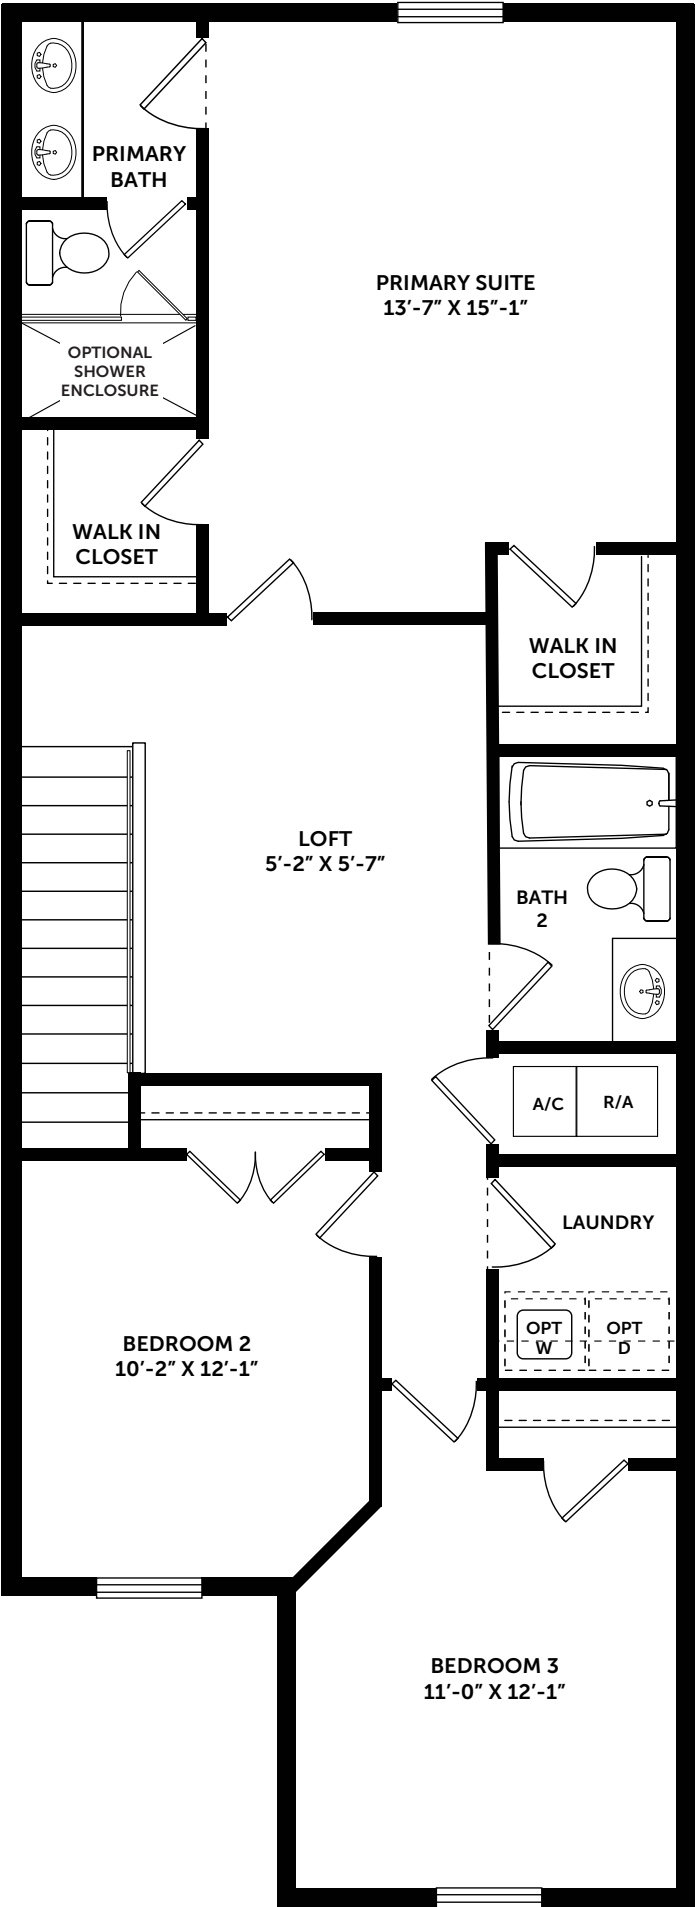 PRIMARY
BATH
PRIMARY SUITE
13’-7” X 15”-1”
OPTIONAL
SHOWER
ENCLOSURE
WALK IN
CLOSET
WALK IN
CLOSET
LOFT
5’-2” X 5’-7”
BATH
2
A/C
R/A
LAUNDRY
OPT
W
OPT
D
BEDROOM 2
10’-2” X 12’-1”
BEDROOM 3
11’-0” X 12’-1”